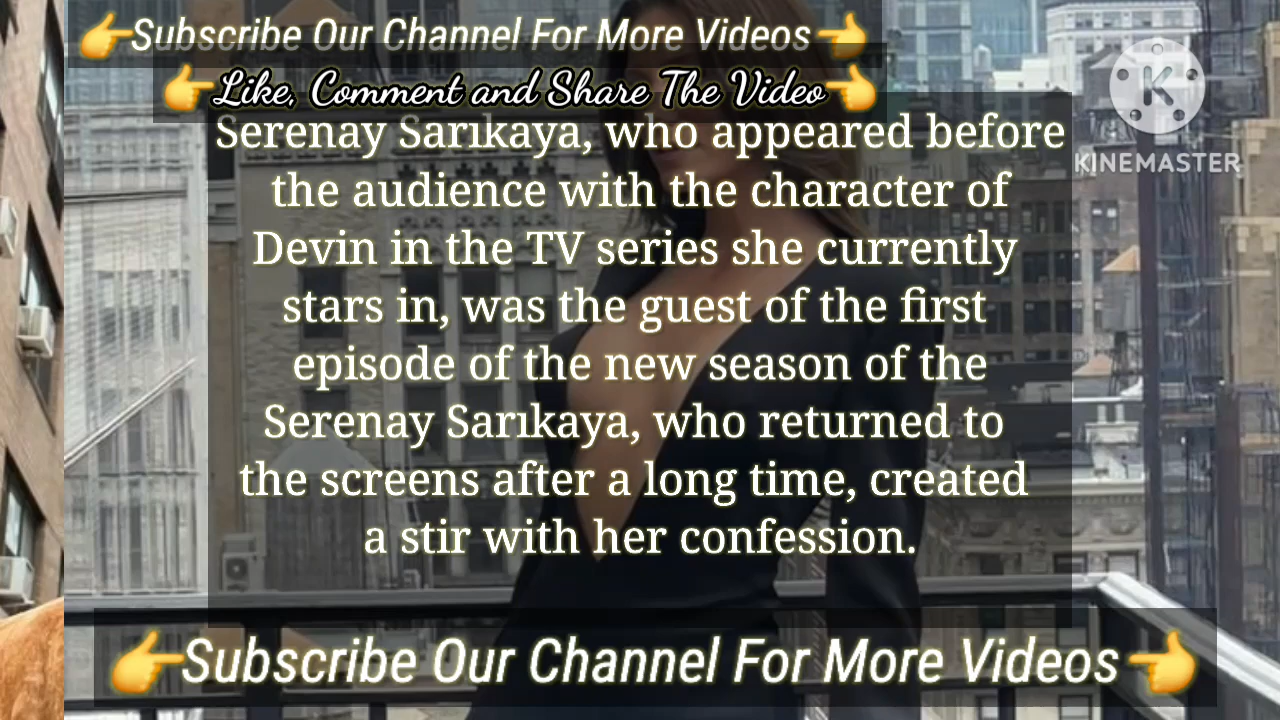 👉Subscribe Our Channel For More Videos👈
👉Like, Comment and Share The Video👈
K
KINEMASTER
Serenay Sarıkaya, who appeared before
the audience with the character of
Devin in the TV series she currently
stars in, was the guest of the first
episode of the new season of the
Serenay Sarıkaya, who returned to
the screens after a long time, created
a stir with her confession.
👉Subscribe Our Channel For More Videos👈